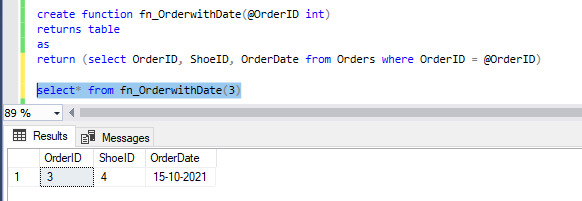 create function fn_OrderwithDate(@OrderID int)
returns table
as
return (select OrderID, ShoeID, OrderDate from Orders where OrderID = @OrderID)
select* from fn_OrderwithDate(3)
89 %
Results Messages
OrderID ShoeID OrderDate
1 3 4 15-10-2021